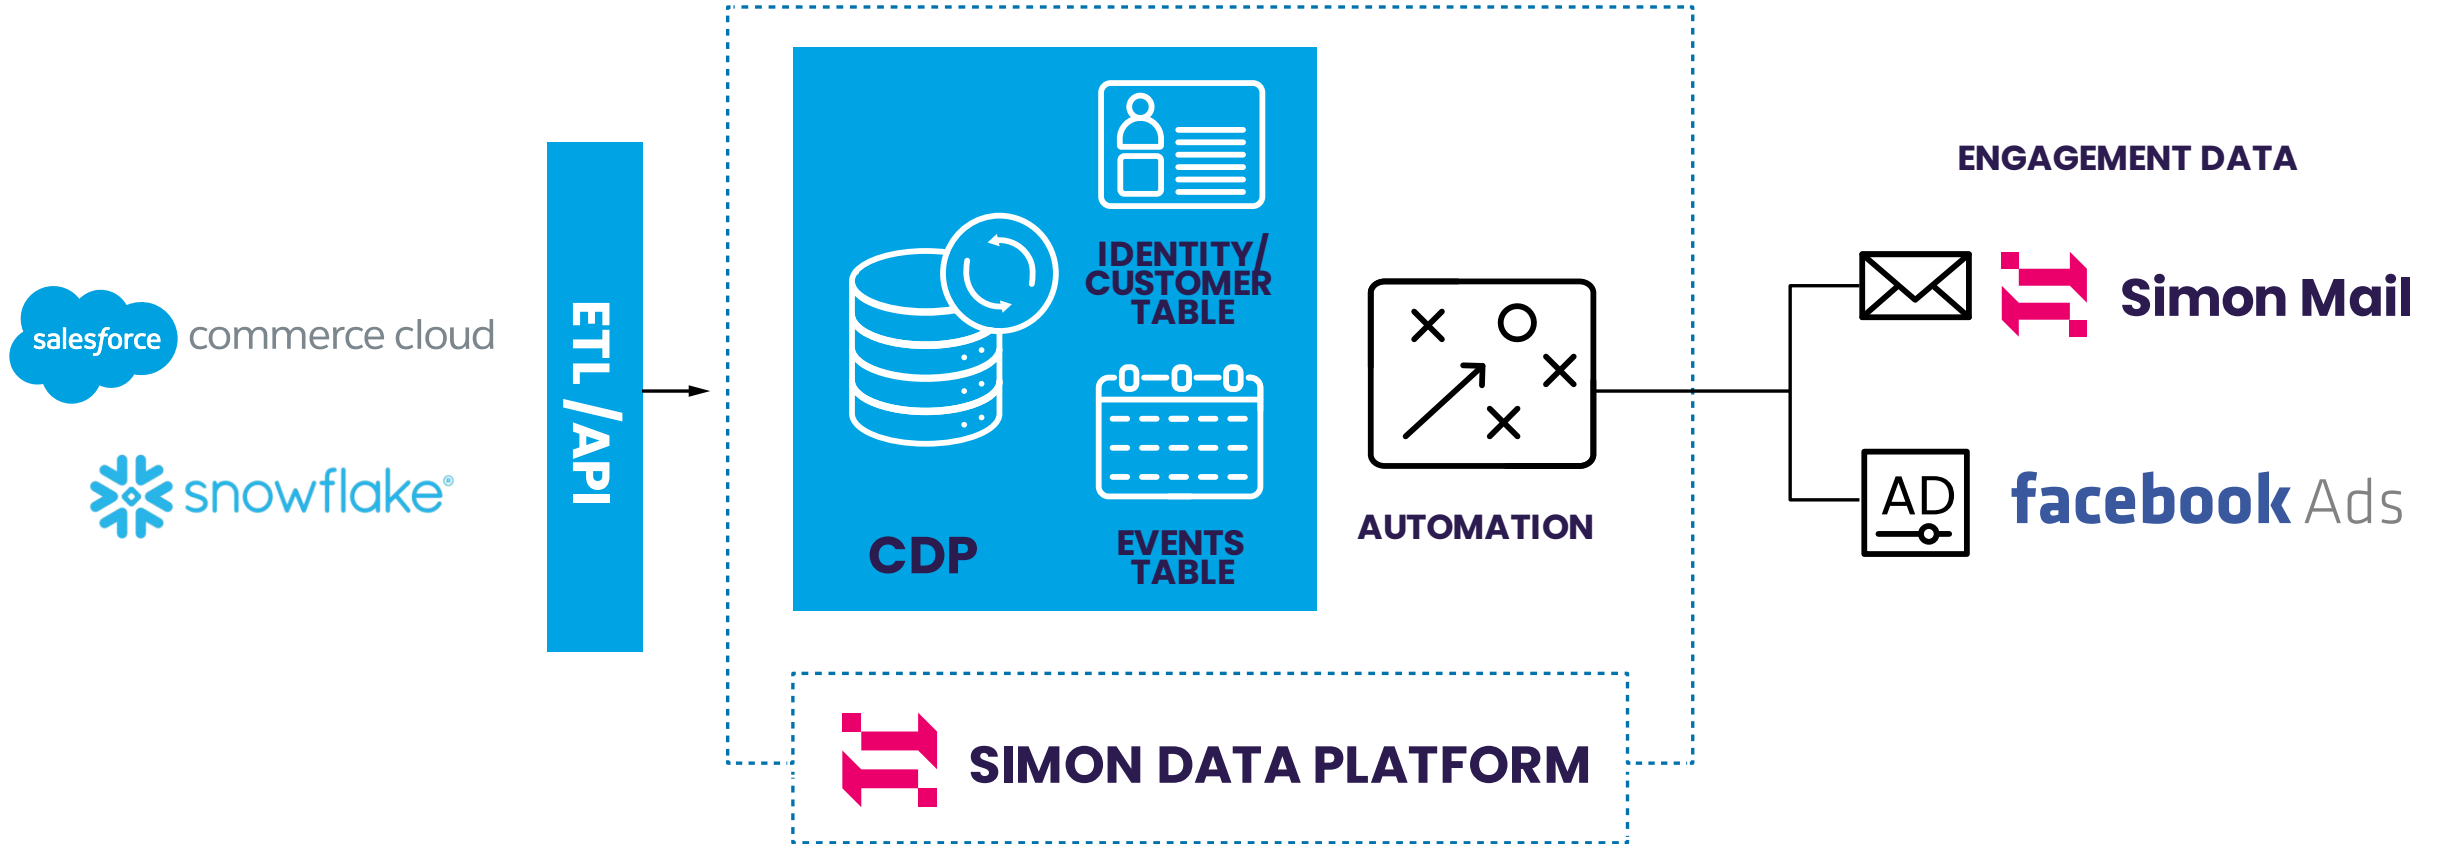 salesforce commerce cloud
snowflake®
ETL /API
IDENTITY/
CUSTOMER
TABLE
CDP
EVENTS
TABLE
AUTOMATION
SIMON DATA PLATFORM
ENGAGEMENT DATA
Simon Mail
AD
facebook Ads